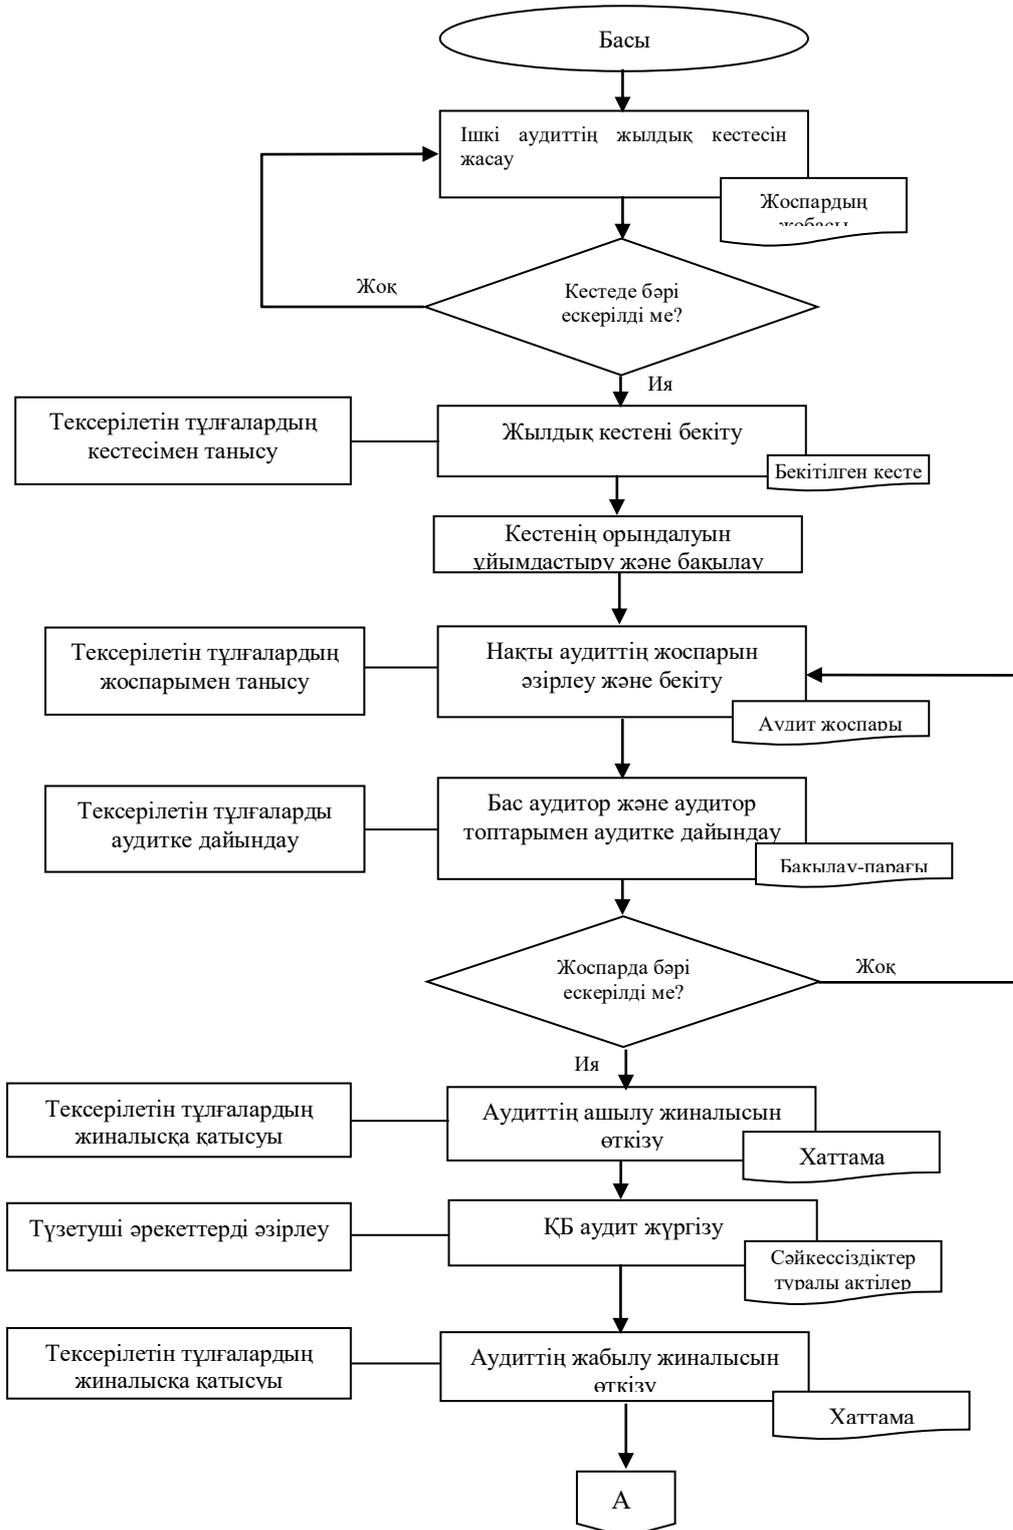 Басы
Ішкі аудиттің жылдық кестесін
жасау
Жоспардың
жобасы
Жоқ
Кестеде бәрі
ескерілді ме?
Ия
Тексерілетін тұлғалардың
кестесімен танысу
Жылдық кестені бекіту
Бекітілген кесте
Кестенің орындалуын
ұйымдастыру және бақылау
Тексерілетін тұлғалардың
жоспарымен танысу
Нақты аудиттің жоспарын
әзірлеу және бекіту
Аудит жоспары
Тексерілетін тұлғаларды
аудитке дайындау
Бас аудитор және аудитор
топтарымен аудитке дайындау
Бақылау-парағы
Жоспарда бәрі
ескерілді ме?
Жоқ
Ия
Тексерілетін тұлғалардың
жиналысқа қатысуы
Аудиттің ашылу жиналысын
өткізу
Хаттама
Түзетуші әрекеттерді әзірлеу
ҚБ аудит жүргізу
Сәйкессіздіктер
туралы актілер
Тексерілетін тұлғалардың
жиналысқа қатысуы
Аудиттің жабылу жиналысын
өткізу
Хаттама
А